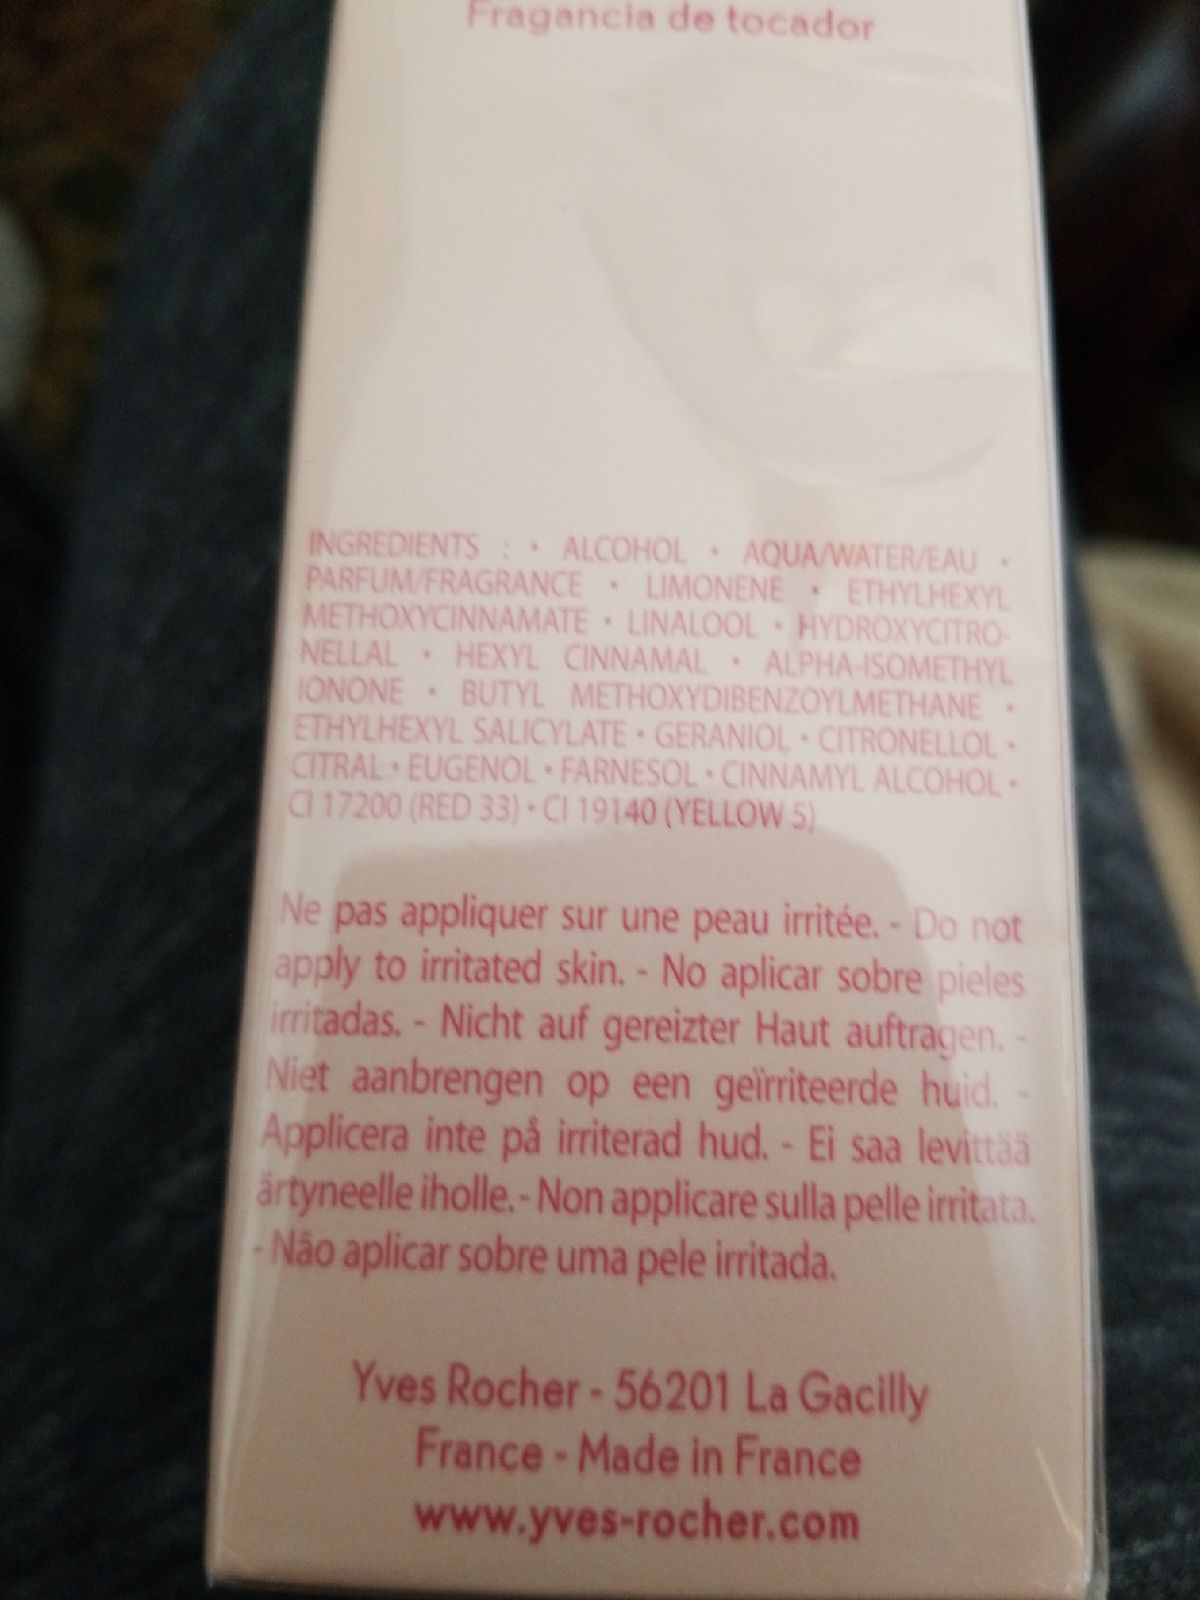 Fragancia de tocador
INGREDIENTS : • ALCOHOL • AQUA/WATER/EAU •
PARFUM/FRAGRANCE • LIMONENE • ETHYLHEXYL
METHOXYCINNAMATE • LINALOOL • HYDROXYCITRO-
NELLAL • HEXYL CINNAMAL • ALPHA-ISOMETHYL
IONONE • BUTYL METHOXYDIBENZOYLMETHANE •
ETHYLHEXYL SALICYLATE • GERANIOL • CITRONELLOL •
CITRAL • EUGENOL • FARNESOL • CINNAMYL ALCOHOL •
CI 17200 (RED 33) • CI 19140 (YELLOW 5)
Ne pas appliquer sur une peau irritée. - Do not
apply to irritated skin. - No aplicar sobre pieles
irritadas. - Nicht auf gereizter Haut auftragen. -
Niet aanbrengen op een geïrriteerde huid. -
Applicera inte på irriterad hud. - Ei saa levittää
ärtyneelle iholle. - Non applicare sulla pelle irritata.
- Não aplicar sobre uma pele irritada.
Yves Rocher - 56201 La Gacilly
France - Made in France
www.yves-rocher.com